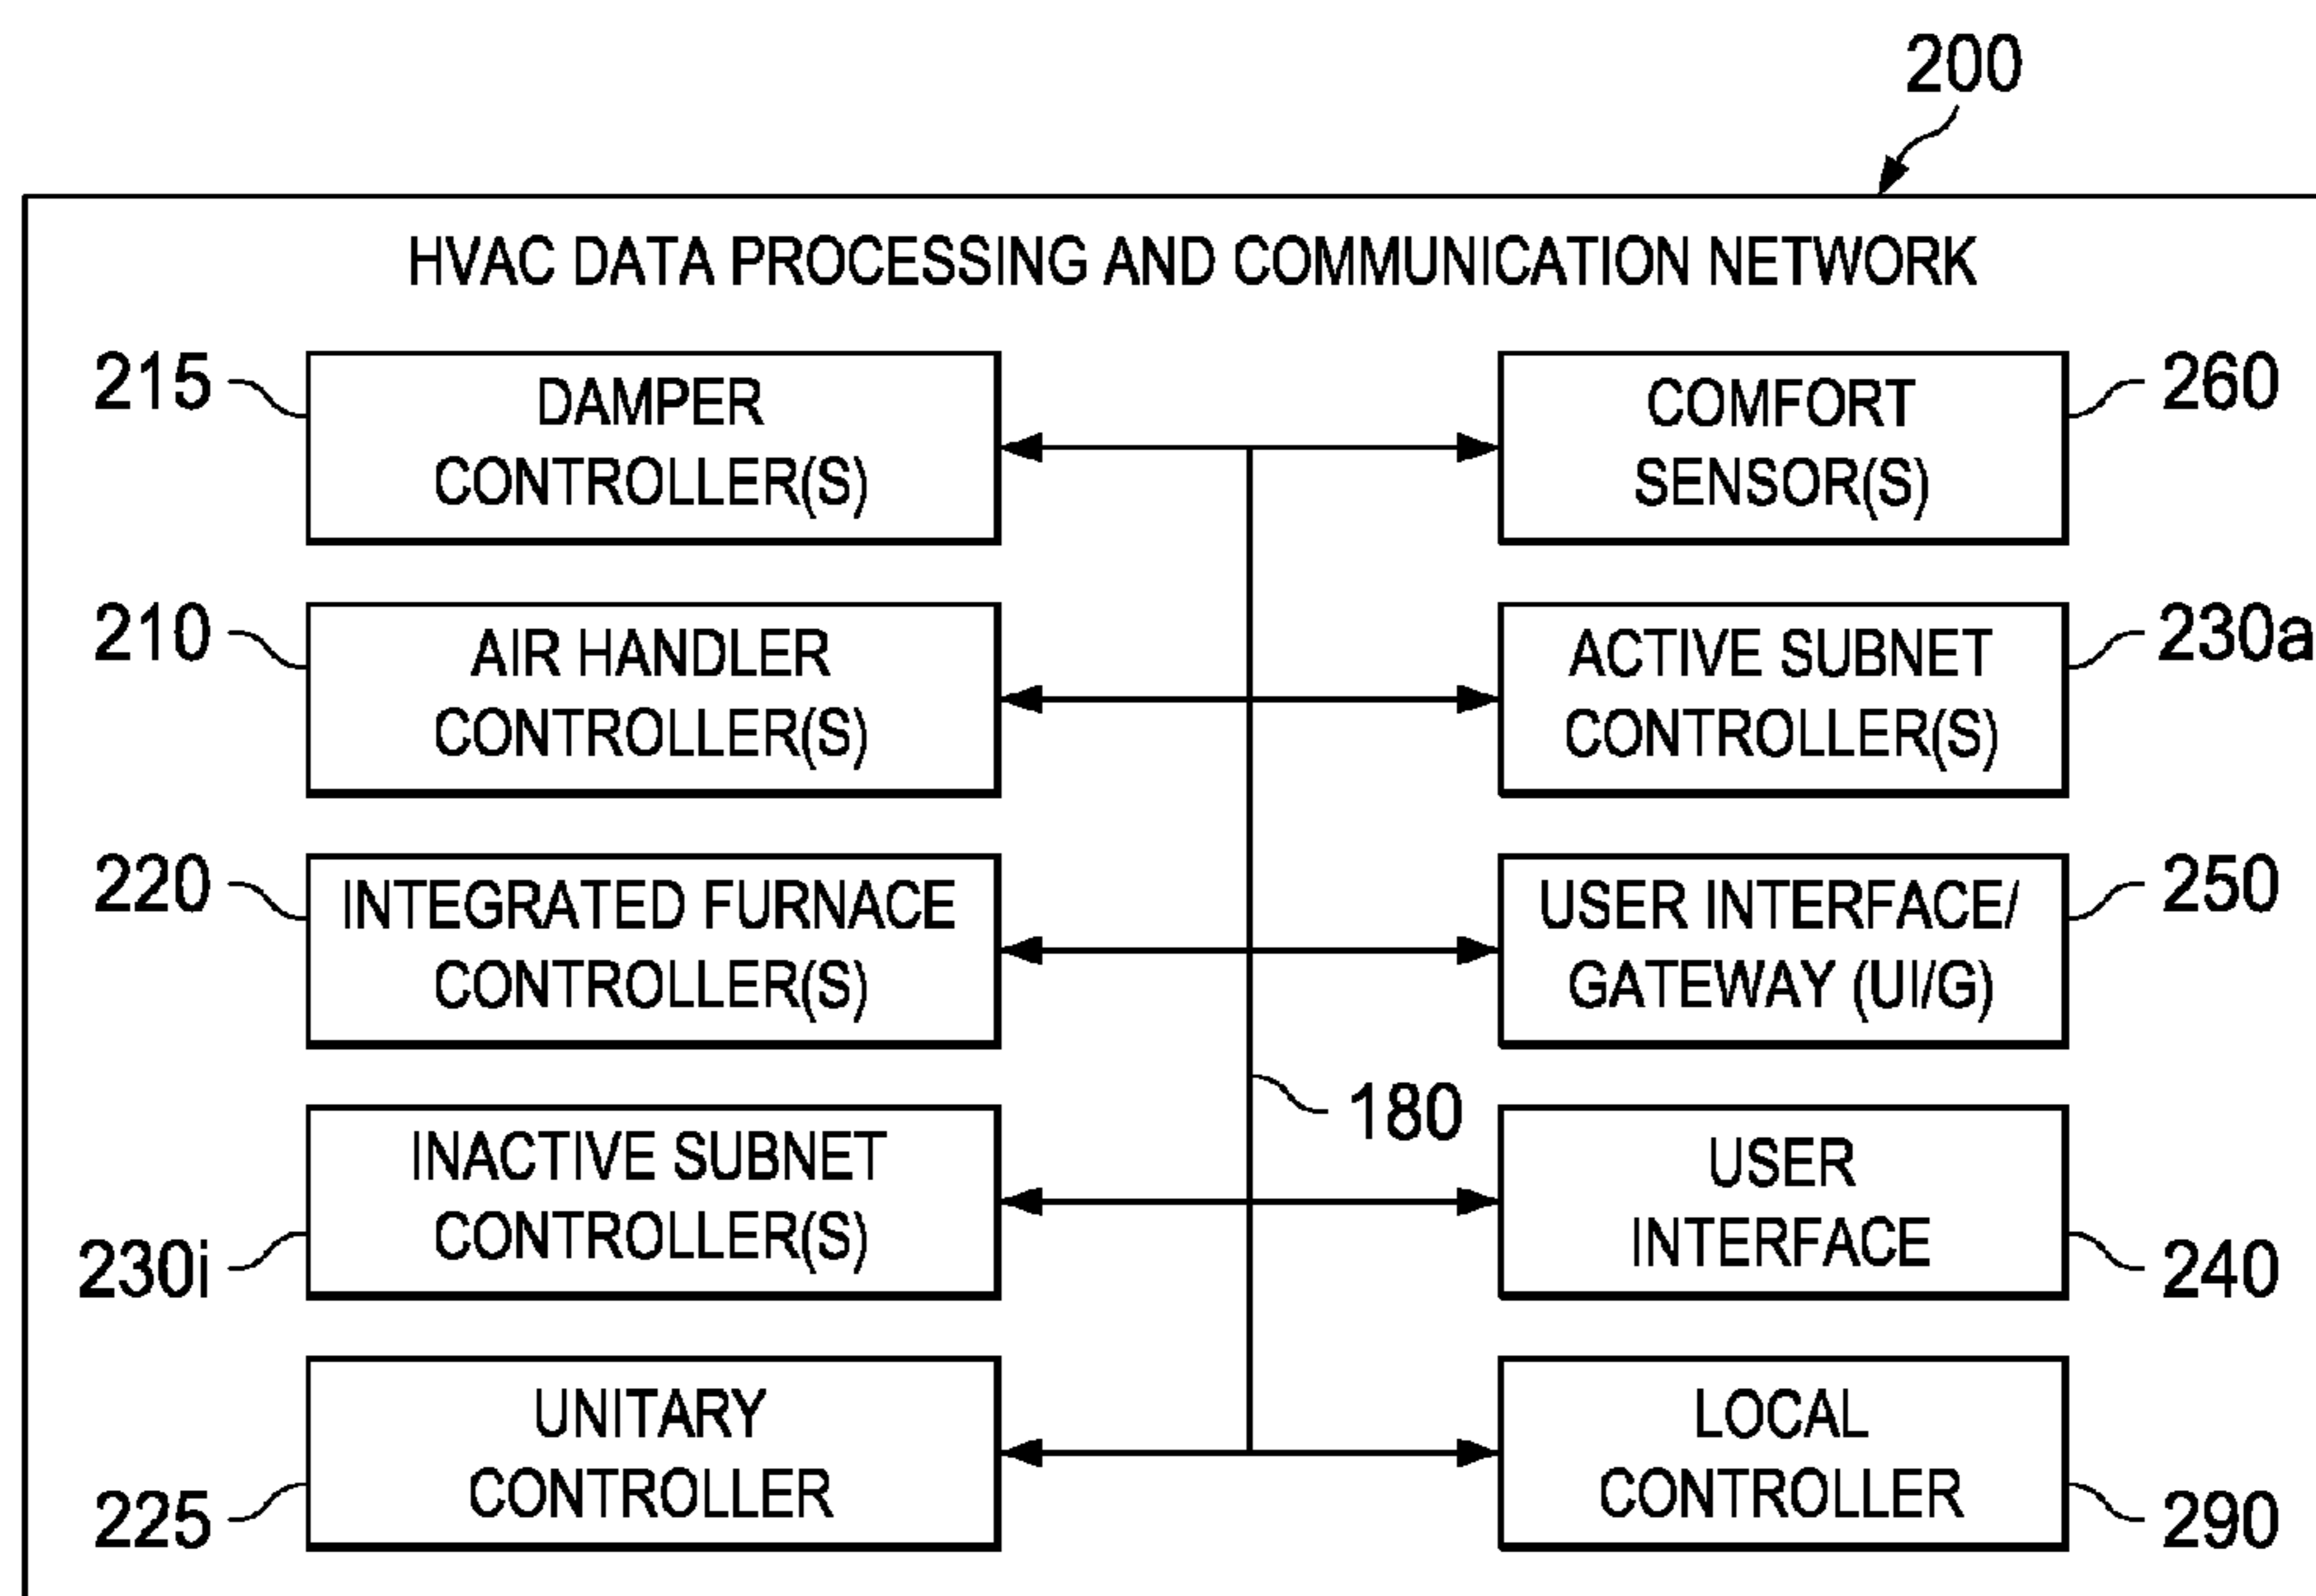 200
HVAC DATA PROCESSING AND COMMUNICATION NETWORK
215
DAMPER
CONTROLLER(S)
COMFORT
SENSOR(S)
260
210
AIR HANDLER
CONTROLLER(S)
ACTIVE SUBNET
CONTROLLER(S)
230a
220
INTEGRATED FURNACE
CONTROLLER(S)
USER INTERFACE/
GATEWAY (UI/G)
250
180
INACTIVE SUBNET
CONTROLLER(S)
230i
USER
INTERFACE
240
UNITARY
CONTROLLER
225
LOCAL
CONTROLLER
290